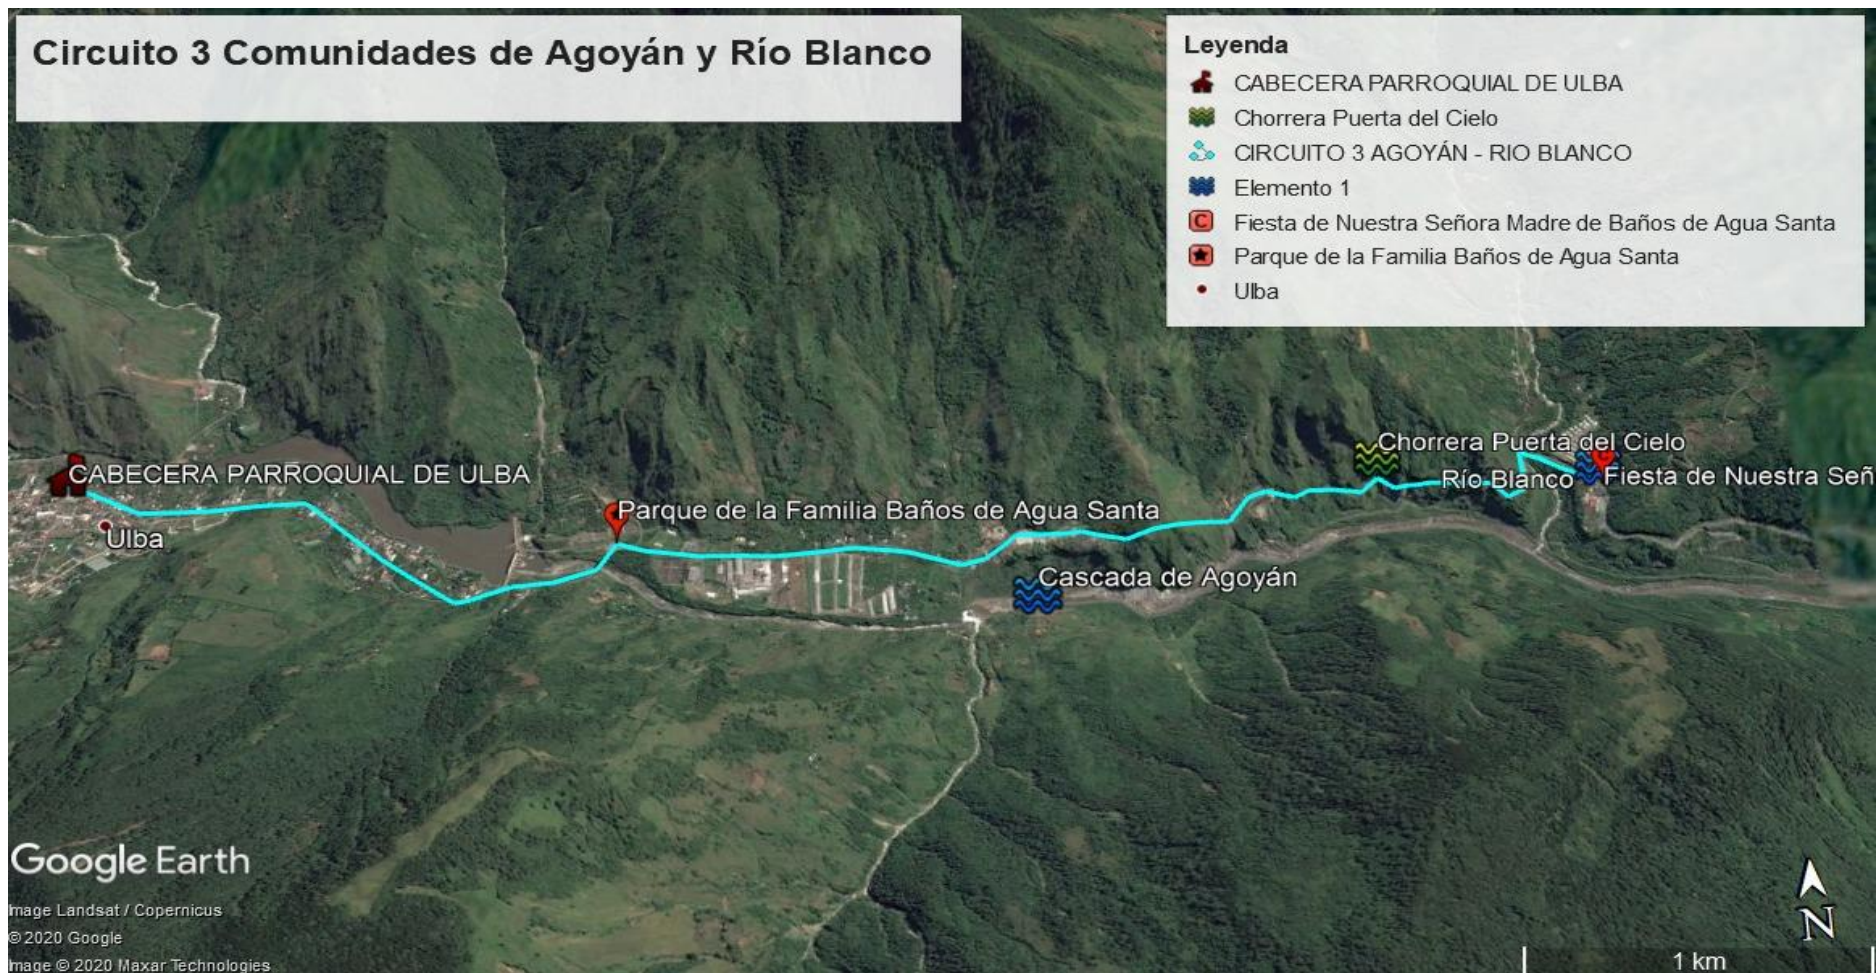 Circuito 3 Comunidades de Agoyán y Río Blanco
Leyenda
CABECERA PARROQUIAL DE ULBA
Chorrera Puerta del Cielo
CIRCUITO 3 AGOYÁN - RIO BLANCO
Elemento 1
C Fiesta de Nuestra Señora Madre de Baños de Agua Santa
Parque de la Familia Baños de Agua Santa
Ulba
Chorrera Puerta del Cielo
CABECERA PARROQUIAL DE ULBA
Río Blanco
Fiesta de Nuestra Señ
Parque de la Familia Baños de Agua Santa
Ulba
Cascada de Agoyán
Google Earth
Image Landsat / Copernicus
© 2020 Google
Image © 2020 Maxar Technologies
N
1 km